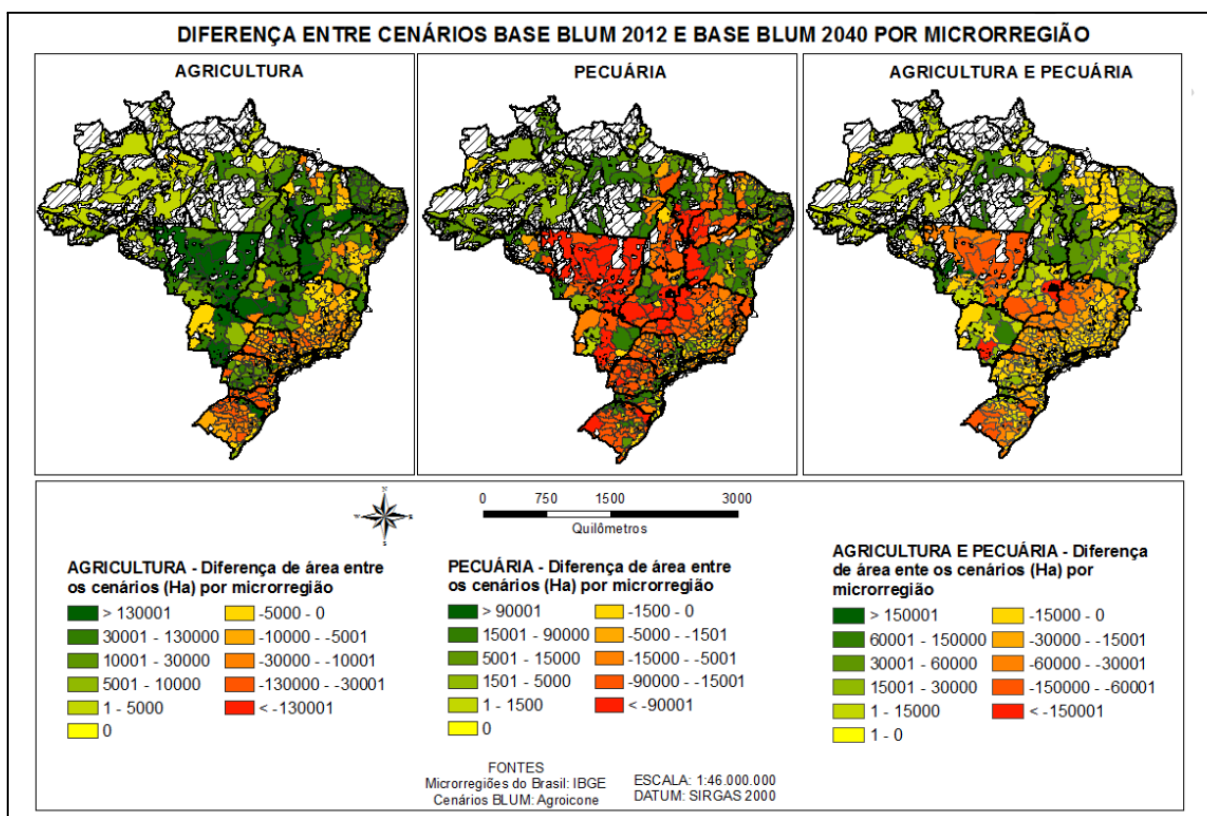 DIFERENÇA ENTRE CENÁRIOS BASE BLUM 2012 E BASE BLUM 2040 POR MICRORREGIÃO
AGRICULTURA
PECUÁRIA
AGRICULTURA E PECUÁRIA
0 750 1500 3000
Quilômetros
AGRICULTURA - Diferença de área entre
os cenários (Ha) por microrregião
> 130001
30001 - 130000
10001 - 30000
5001 - 10000
1 - 5000
0
-5000 - 0
-10000 - -5001
-30000 - -10001
-130000 - -30001
< -130001
PECUÁRIA - Diferença de área entre
os cenários (Ha) por microrregião
> 90001
15001 - 90000
5001 - 15000
1501 - 5000
1 - 1500
0
-1500 - 0
-5000 - -1501
-15000 - -5001
-90000 - -15001
< -90001
AGRICULTURA E PECUÁRIA - Diferença
de área ente os cenários (Ha) por
microrregião
> 150001
60001 - 150000
30001 - 60000
15001 - 30000
1 - 15000
1 - 0
-15000 - 0
-30000 - -15001
-60000 - -30001
-150000 - -60001
< -150001
FONTES
Microrregiões do Brasil: IBGE
Cenários BLUM: Agroicone
ESCALA: 1:46.000.000
DATUM: SIRGAS 2000